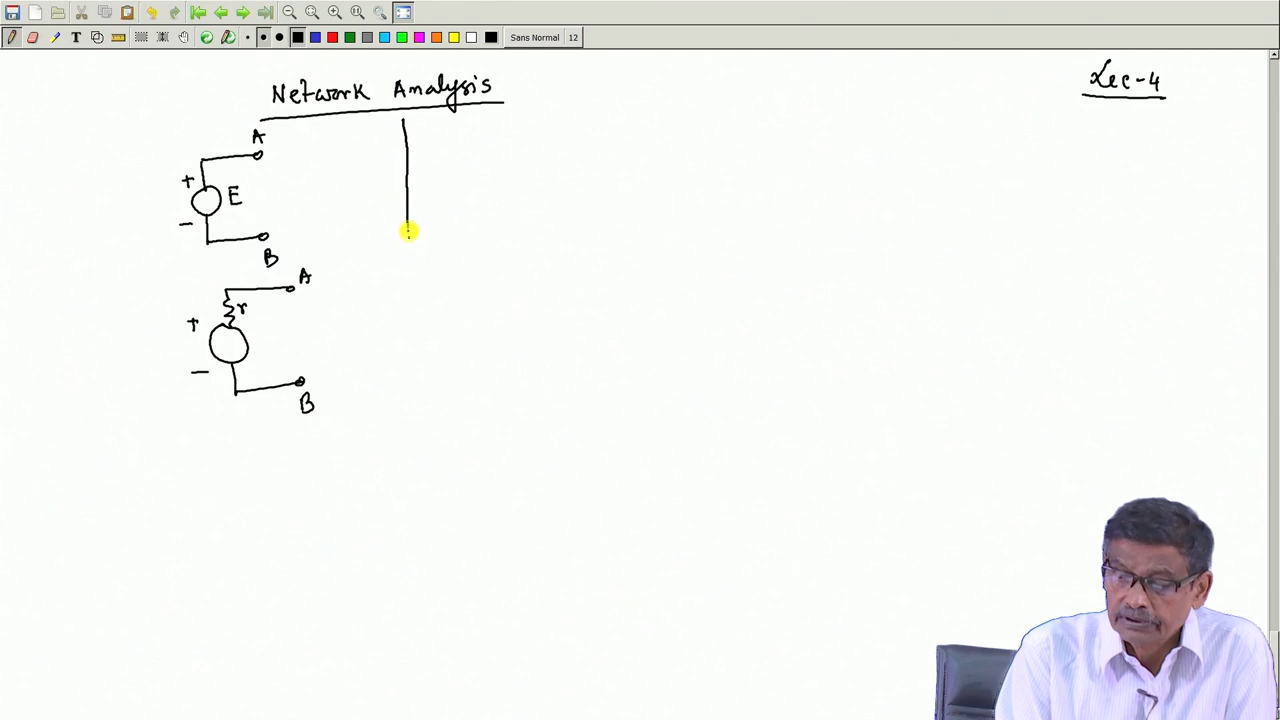 Sans Normal 12
Network Analysis
Lec-4
A
+
E
-
B
A
r
+
-
B